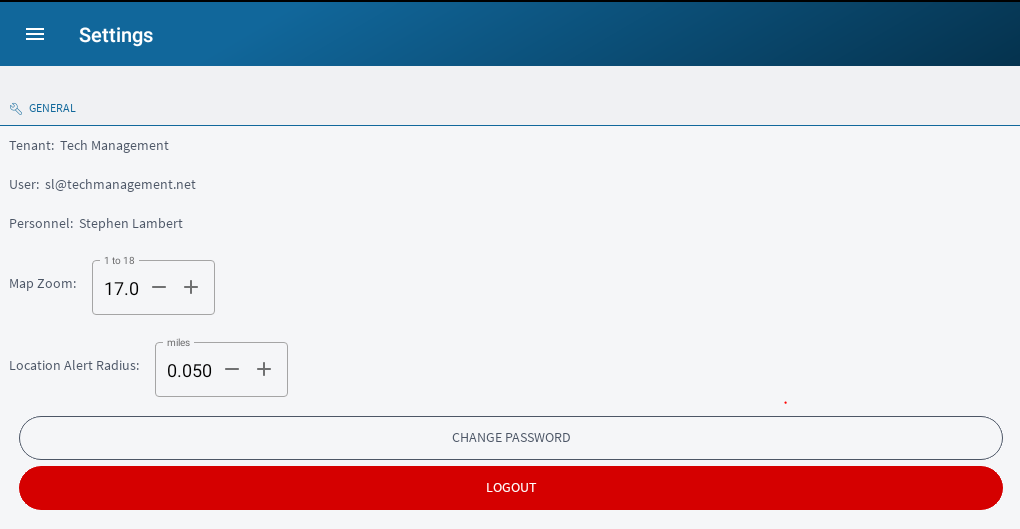 Settings
GENERAL
Tenant: Tech Management
User: sl@techmanagement.net
Personnel: Stephen Lambert
1 to 18
Map Zoom: 17.0 − +
miles
Location Alert Radius: 0.050 − +
CHANGE PASSWORD
LOGOUT